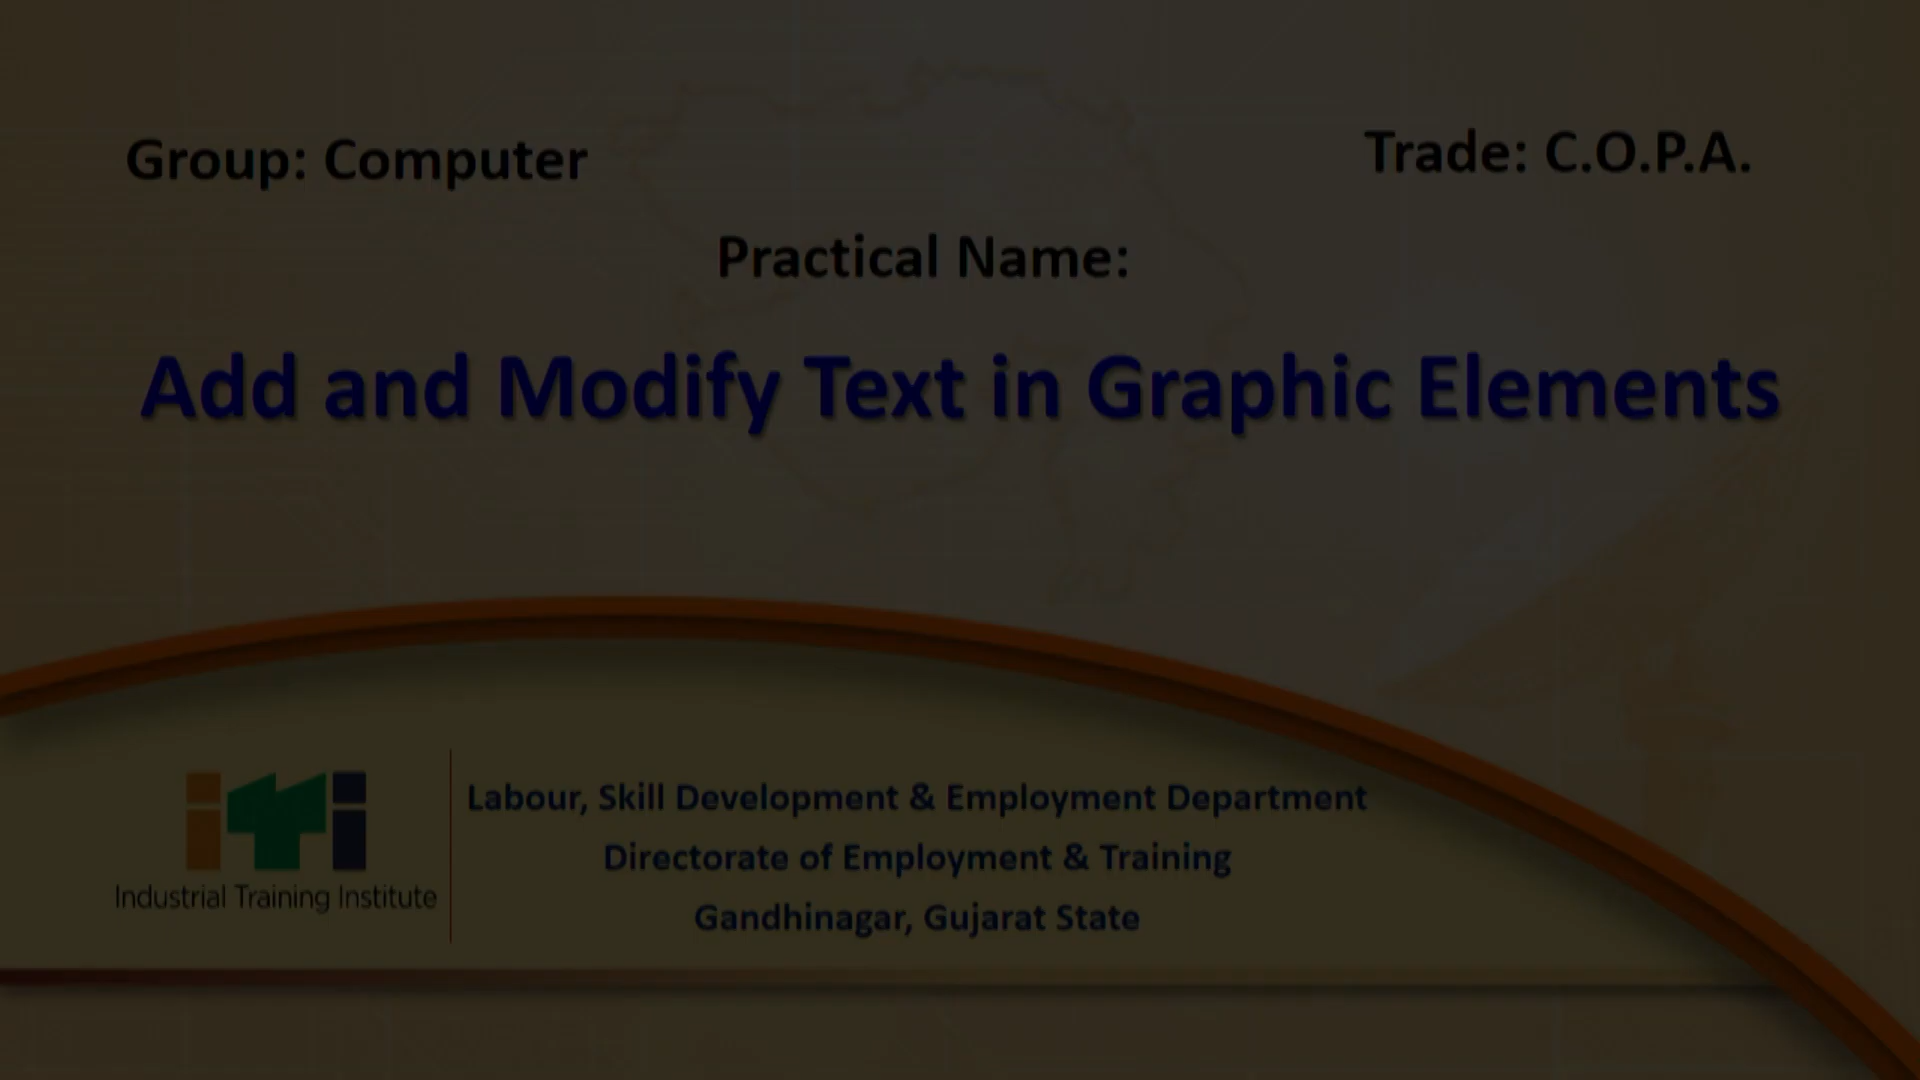 Group: Computer
Trade: C.O.P.A.
Practical Name:
Add and Modify Text in Graphic Elements
Industrial Training Institute
Labour, Skill Development & Employment Department
Directorate of Employment & Training
Gandhinagar, Gujarat State